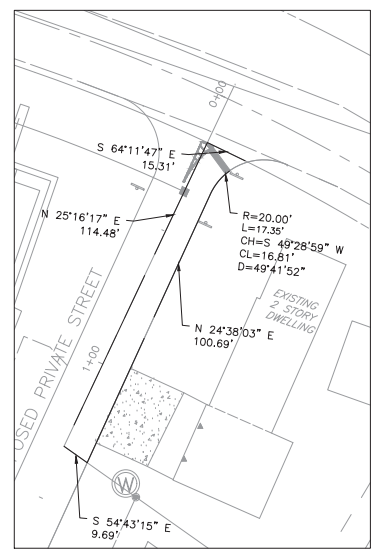 0+00
S 64°11'47" E
15.31'
N 25°16'17" E
114.48'
R=20.00'
L=17.35'
CH=S 49°28'59" W
CL=16.81'
D=49°41'52"
EXISTING
2 STORY
DWELLING
N 24°38'03" E
100.69'
1+00
OSED PRIVATE STREET
W
S 54°43'15" E
9.69'